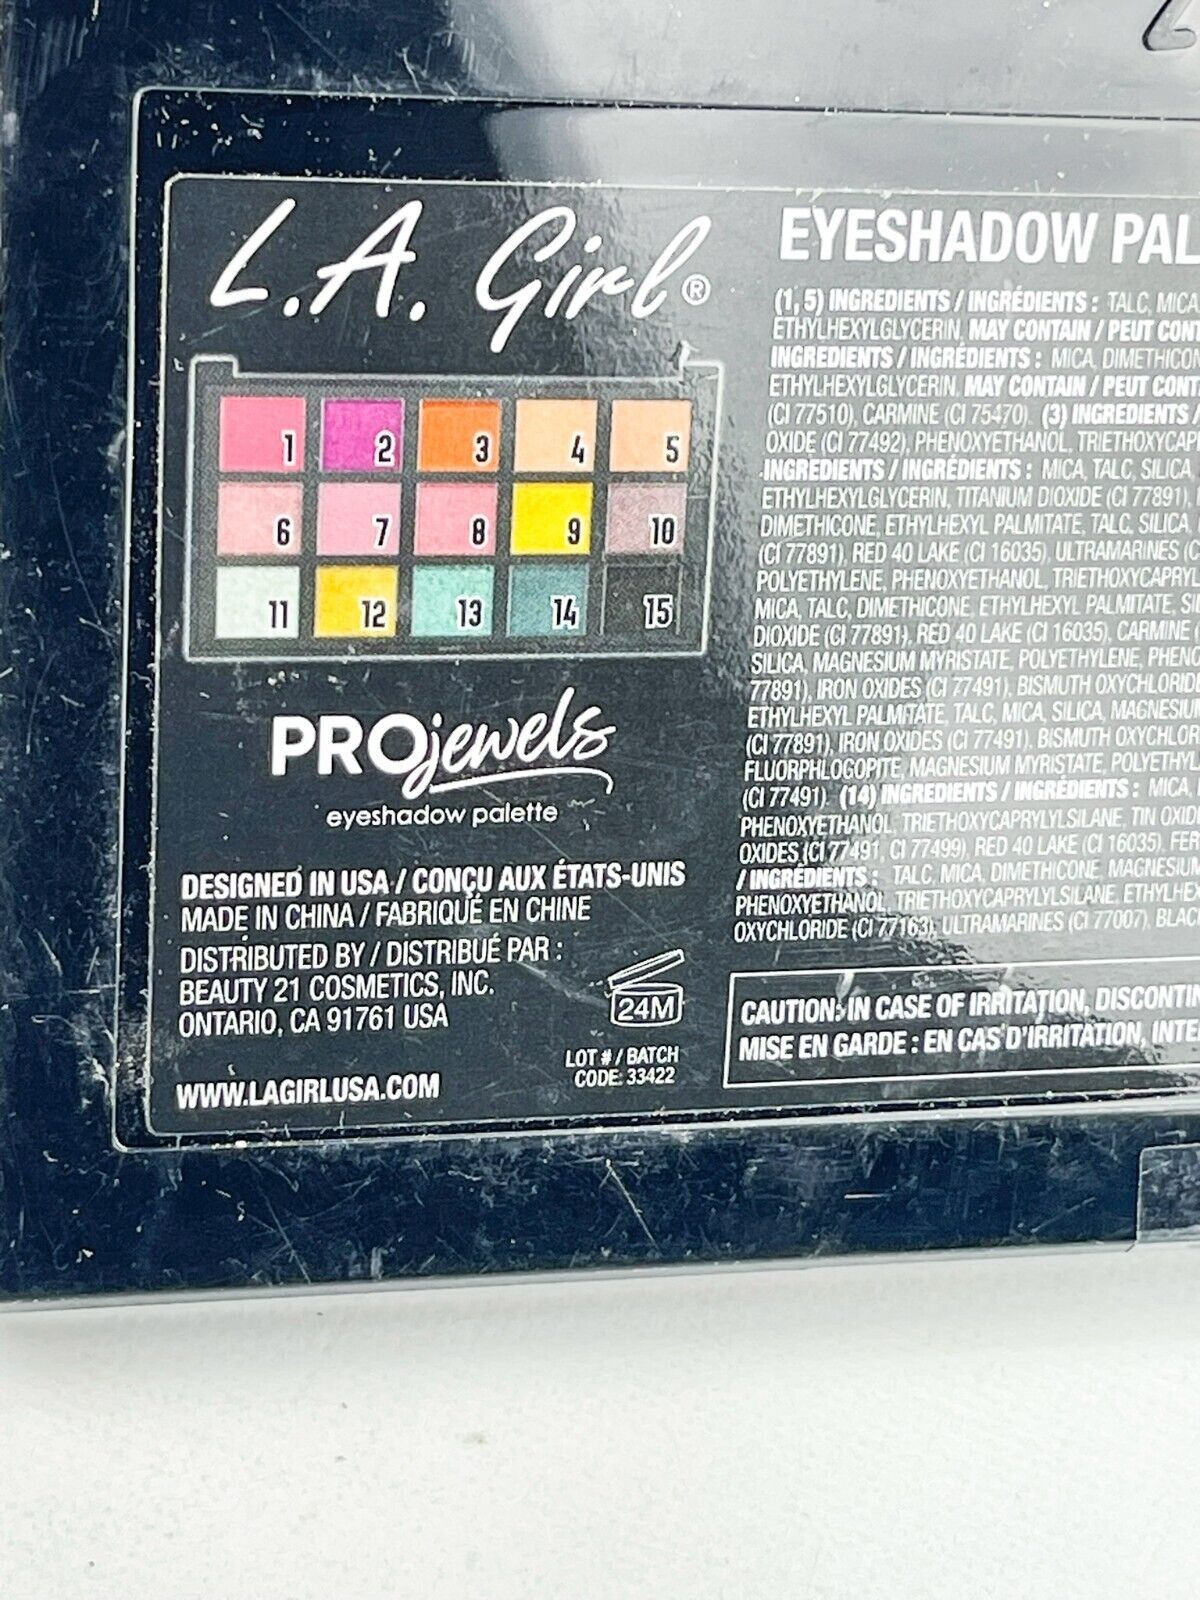 L.A. Girl®
1 2 3 4 5
6 7 8 9 10
11 12 13 14 15
PROjewels
eyeshadow palette
DESIGNED IN USA / CONÇU AUX ÉTATS-UNIS
MADE IN CHINA / FABRIQUÉ EN CHINE
DISTRIBUTED BY / DISTRIBUÉ PAR :
BEAUTY 21 COSMETICS, INC.
ONTARIO, CA 91761 USA
WWW.LAGIRLUSA.COM
24M
LOT # / BATCH
CODE: 33422
EYESHADOW PAL
(1, 5) INGREDIENTS / INGRÉDIENTS : TALC, MICA
ETHYLHEXYLGLYCERIN. MAY CONTAIN / PEUT CONT
INGREDIENTS / INGRÉDIENTS : MICA, DIMETHICON
ETHYLHEXYLGLYCERIN. MAY CONTAIN / PEUT CONT
(CI 77510), CARMINE (CI 75470). (3) INGREDIENTS /
OXIDE (CI 77492), PHENOXYETHANOL, TRIETHOXYCAPR
INGREDIENTS / INGRÉDIENTS : MICA, TALC, SILICA
ETHYLHEXYLGLYCERIN, TITANIUM DIOXIDE (CI 77891),
DIMETHICONE, ETHYLHEXYL PALMITATE, TALC, SILICA,
(CI 77891), RED 40 LAKE (CI 16035), ULTRAMARINES (C
POLYETHYLENE, PHENOXYETHANOL, TRIETHOXYCAPRYL
MICA, TALC, DIMETHICONE, ETHYLHEXYL PALMITATE, SI
DIOXIDE (CI 77891), RED 40 LAKE (CI 16035), CARMINE
SILICA, MAGNESIUM MYRISTATE, POLYETHYLENE, PHENO
77891), IRON OXIDES (CI 77491), BISMUTH OXYCHLORIDE
ETHYLHEXYL PALMITATE, TALC, MICA, SILICA, MAGNESIUM
(CI 77891), IRON OXIDES (CI 77491), BISMUTH OXYCHLOR
FLUORPHLOGOPITE, MAGNESIUM MYRISTATE, POLYETHYL
(CI 77491). (14) INGREDIENTS / INGRÉDIENTS : MICA,
PHENOXYETHANOL, TRIETHOXYCAPRYLYLSILANE, TIN OXID
OXIDES (CI 77491, CI 77499), RED 40 LAKE (CI 16035), FER
/ INGRÉDIENTS : TALC, MICA, DIMETHICONE, MAGNESIUM
PHENOXYETHANOL, TRIETHOXYCAPRYLYLSILANE, ETHYLHE
OXYCHLORIDE (CI 77163), ULTRAMARINES (CI 77007), BLAC
CAUTION: IN CASE OF IRRITATION, DISCONTIN
MISE EN GARDE : EN CAS D'IRRITATION, INTE